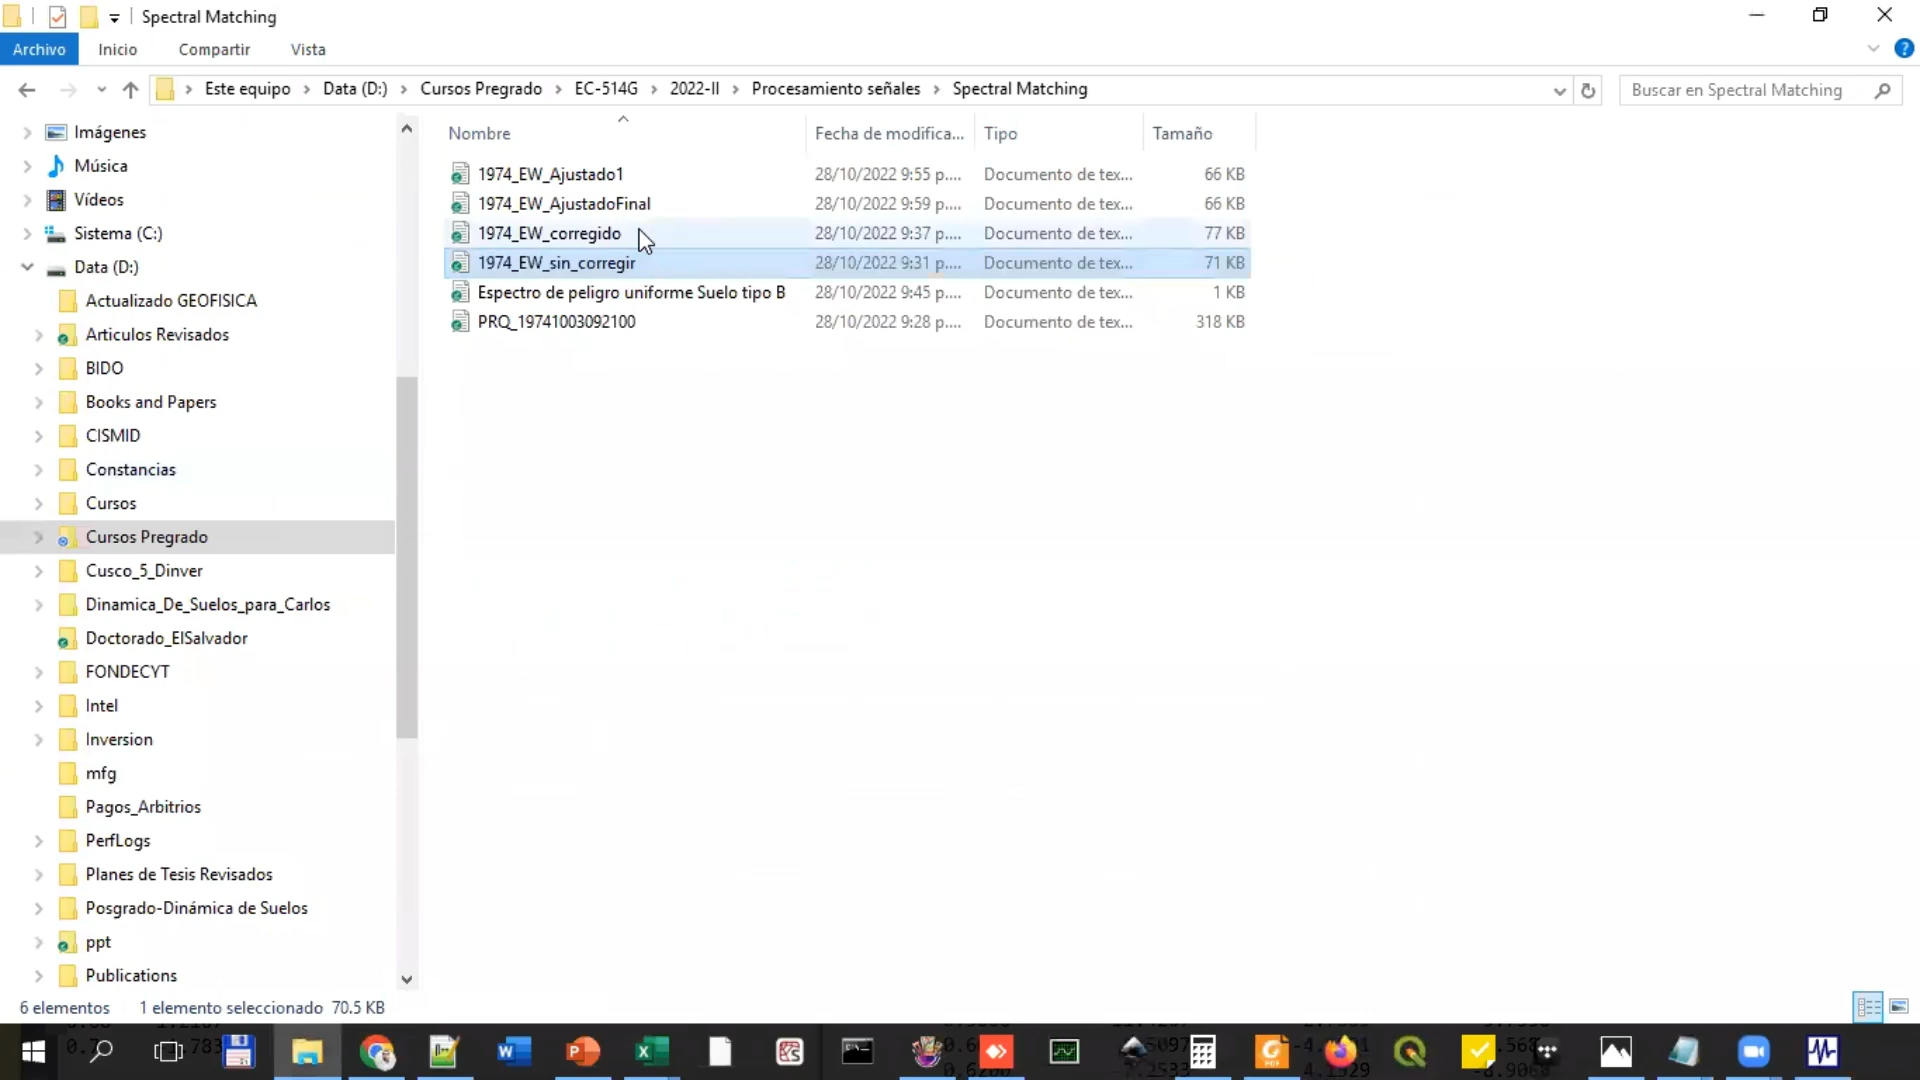 Spectral Matching
Archivo Inicio Compartir Vista
Este equipo Data (D:) Cursos Pregrado EC-514G 2022-II Procesamiento señales Spectral Matching Buscar en Spectral Matching
Nombre Fecha de modifica... Tipo Tamaño
1974_EW_Ajustado1 28/10/2022 9:55 p.... Documento de tex... 66 KB
1974_EW_AjustadoFinal 28/10/2022 9:59 p.... Documento de tex... 66 KB
1974_EW_corregido 28/10/2022 9:37 p.... Documento de tex... 77 KB
1974_EW_sin_corregir 28/10/2022 9:31 p.... Documento de tex... 71 KB
Espectro de peligro uniforme Suelo tipo B 28/10/2022 9:45 p.... Documento de tex... 1 KB
PRQ_19741003092100 28/10/2022 9:28 p.... Documento de tex... 318 KB
Imágenes
Música
Vídeos
Sistema (C:)
Data (D:)
Actualizado GEOFISICA
Articulos Revisados
BIDO
Books and Papers
CISMID
Constancias
Cursos
Cursos Pregrado
Cusco_5_Dinver
Dinamica_De_Suelos_para_Carlos
Doctorado_ElSalvador
FONDECYT
Intel
Inversion
mfg
Pagos_Arbitrios
PerfLogs
Planes de Tesis Revisados
Posgrado-Dinámica de Suelos
ppt
Publications
6 elementos 1 elemento seleccionado 70.5 KB